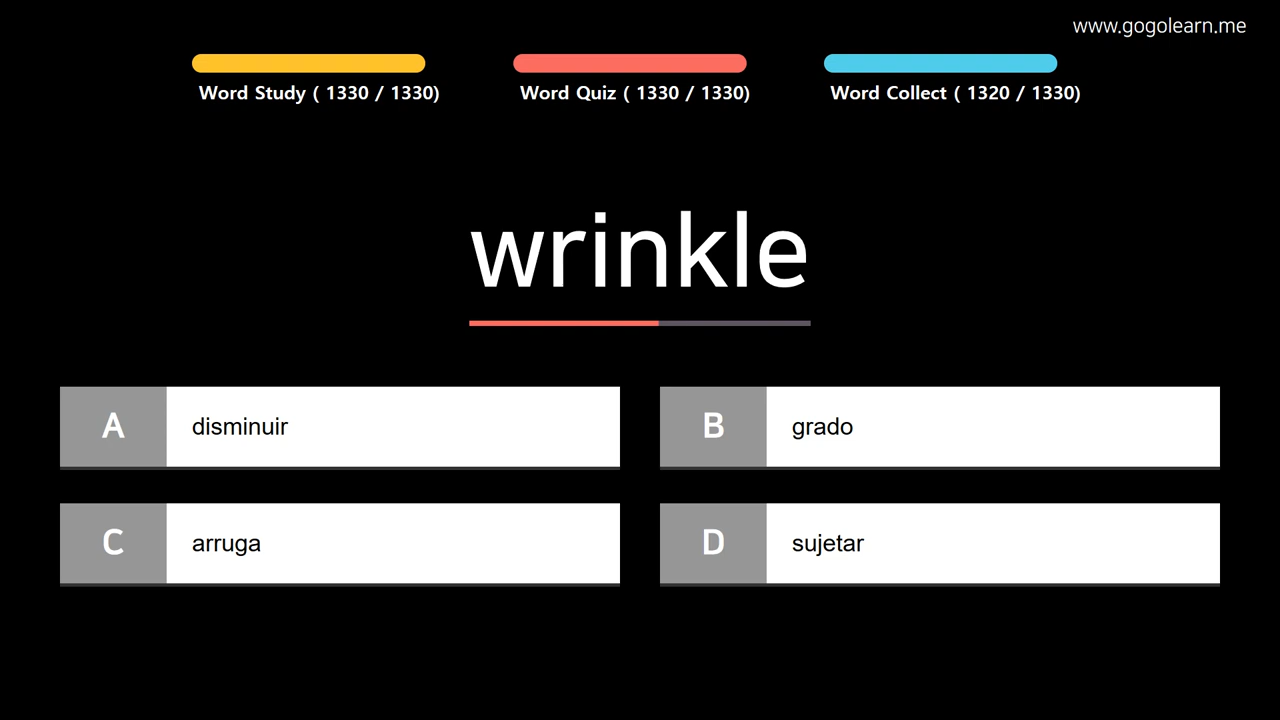 www.gogolearn.me
Word Study ( 1330 / 1330)
Word Quiz ( 1330 / 1330)
Word Collect ( 1320 / 1330)
wrinkle
A disminuir
B grado
C arruga
D sujetar